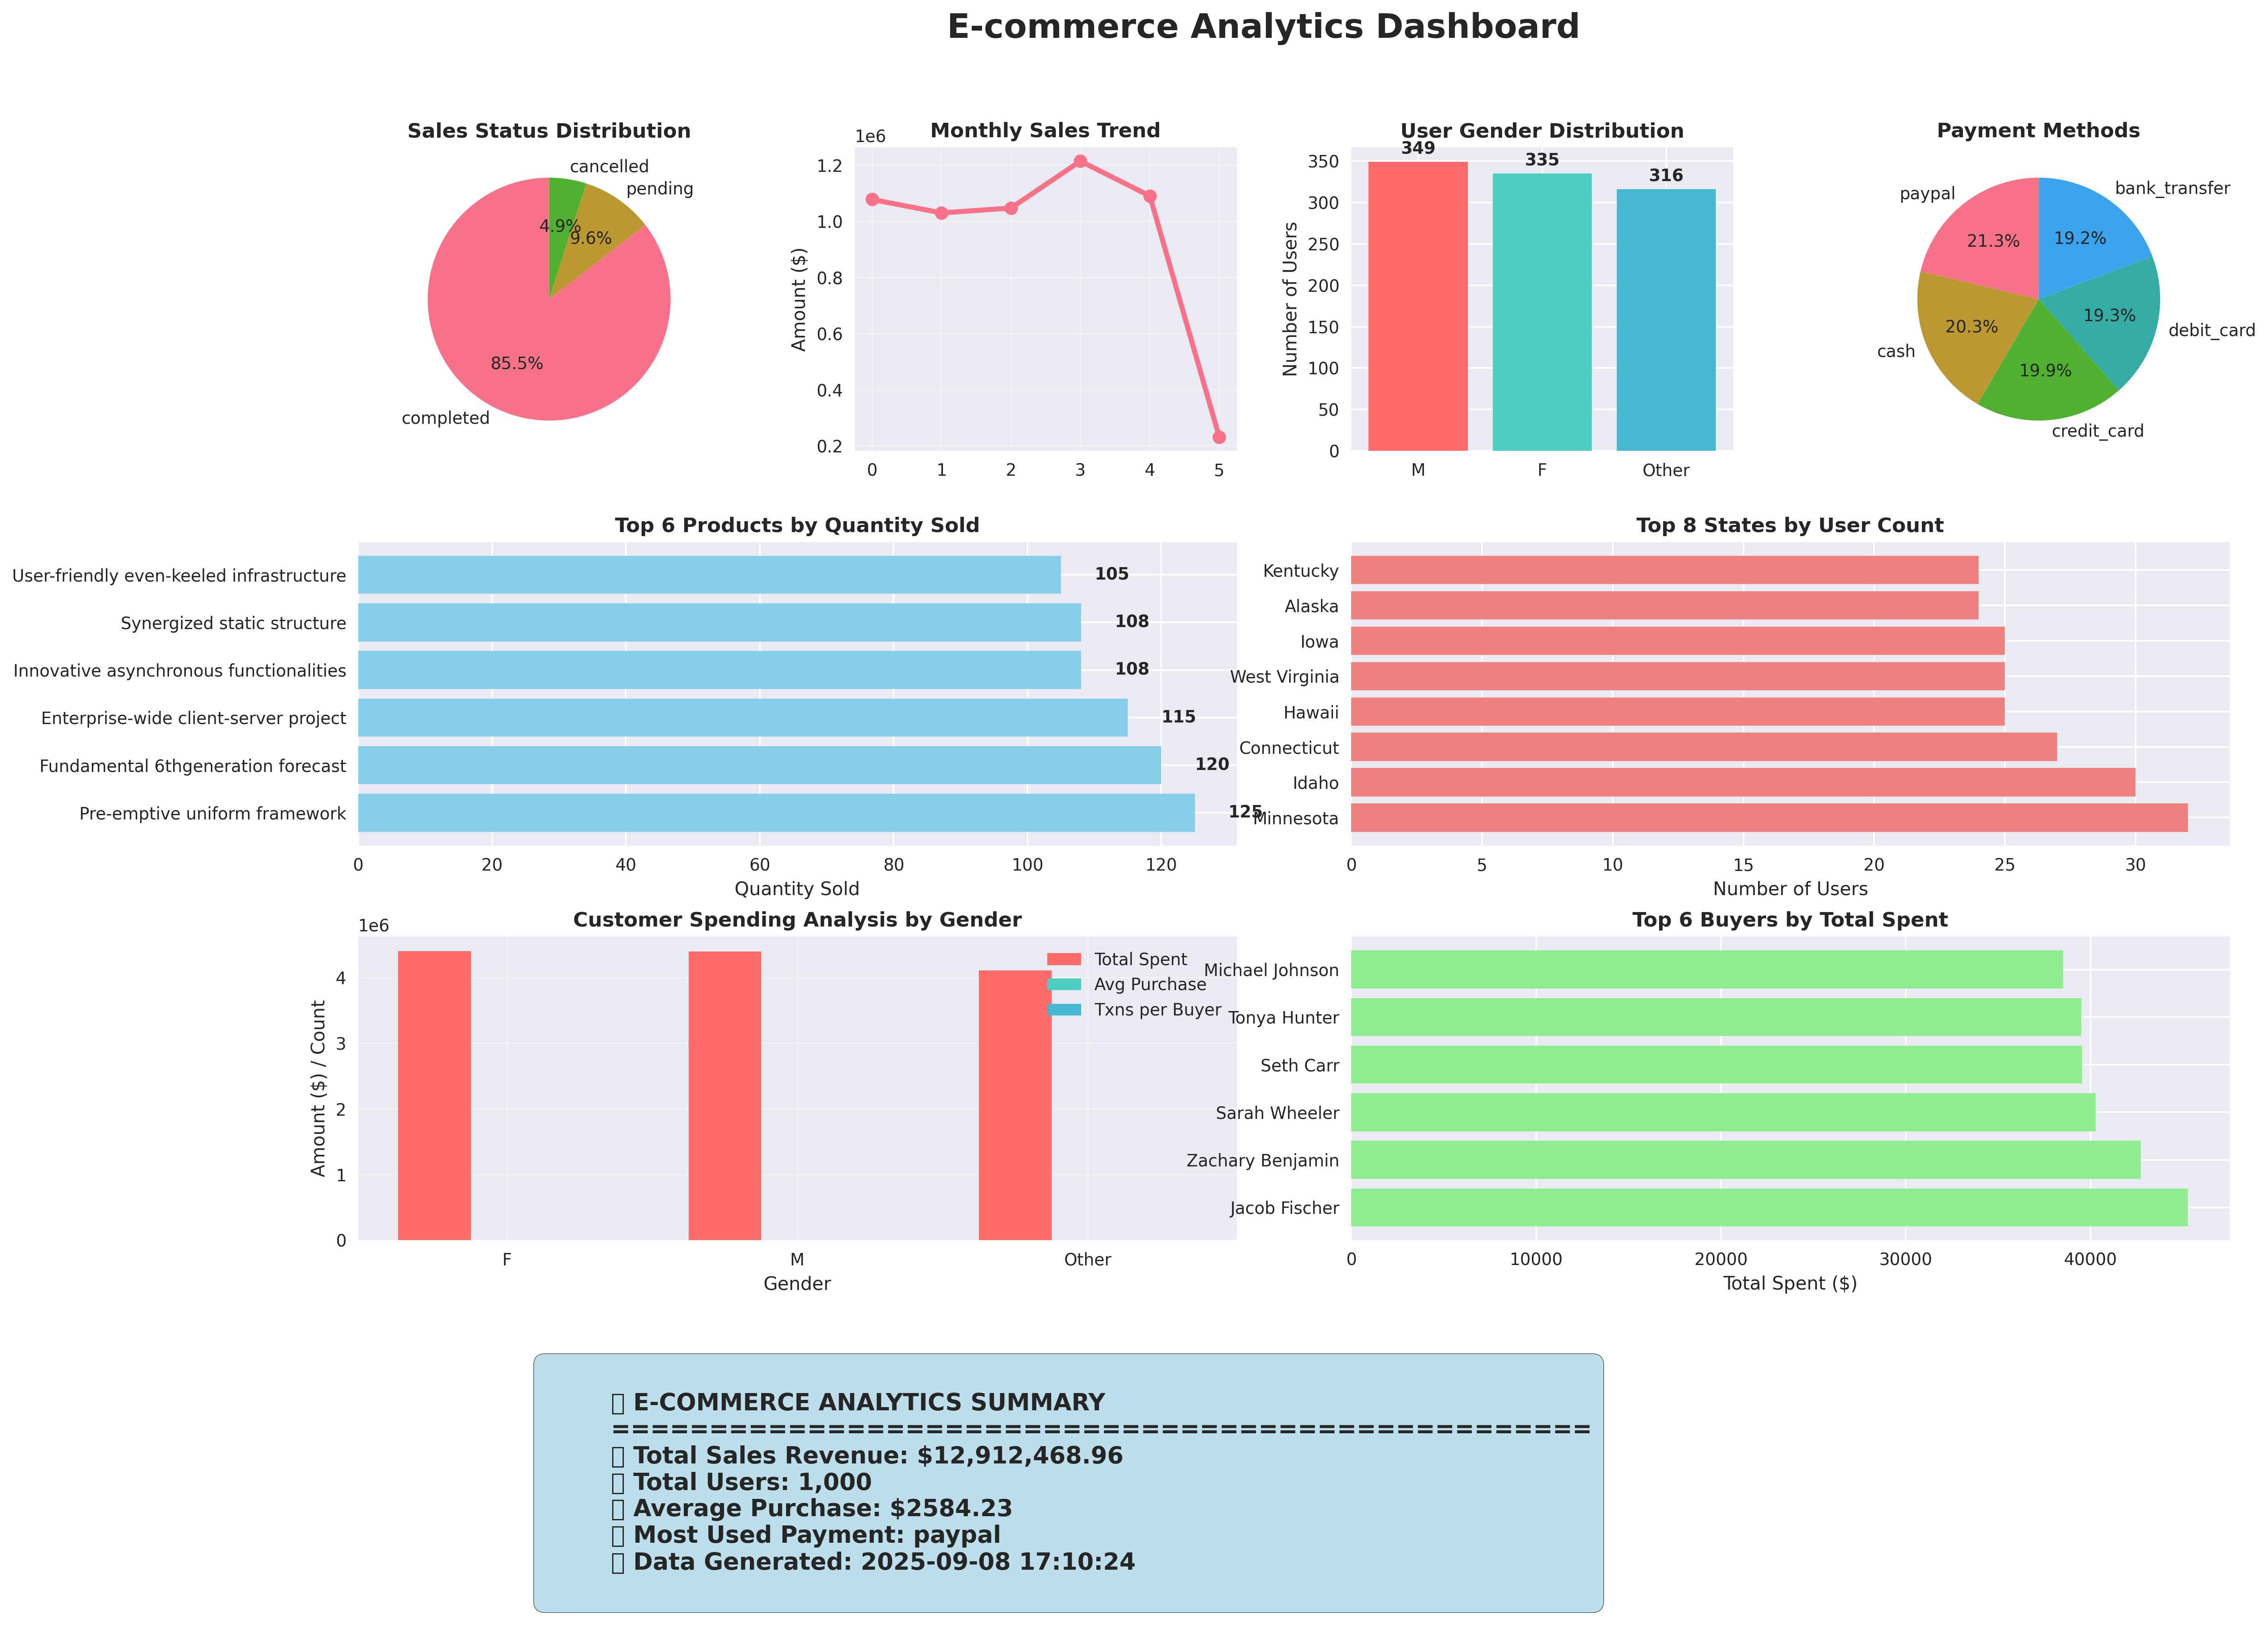 E-commerce Analytics Dashboard
Sales Status Distribution
cancelled
pending
4.9%
9.6%
85.5%
completed
Monthly Sales Trend
1e6
1.2
1.0
0.8
0.6
0.4
0.2
Amount ($)
0 1 2 3 4 5
User Gender Distribution
349
335
316
350
300
250
200
150
100
50
0
Number of Users
M F Other
Payment Methods
paypal
bank_transfer
21.3%
19.2%
20.3%
19.3%
19.9%
cash
debit_card
credit_card
Top 6 Products by Quantity Sold
User-friendly even-keeled infrastructure 105
Synergized static structure 108
Innovative asynchronous functionalities 108
Enterprise-wide client-server project 115
Fundamental 6thgeneration forecast 120
Pre-emptive uniform framework 125
0 20 40 60 80 100 120
Quantity Sold
Top 8 States by User Count
Kentucky
Alaska
Iowa
West Virginia
Hawaii
Connecticut
Idaho
Minnesota
0 5 10 15 20 25 30
Number of Users
Customer Spending Analysis by Gender
1e6
4
3
2
1
0
Amount ($) / Count
Total Spent
Avg Purchase
Txns per Buyer
F M Other
Gender
Top 6 Buyers by Total Spent
Michael Johnson
Tonya Hunter
Seth Carr
Sarah Wheeler
Zachary Benjamin
Jacob Fischer
0 10000 20000 30000 40000
Total Spent ($)
E-COMMERCE ANALYTICS SUMMARY
==================================================
Total Sales Revenue: $12,912,468.96
Total Users: 1,000
Average Purchase: $2584.23
Most Used Payment: paypal
Data Generated: 2025-09-08 17:10:24